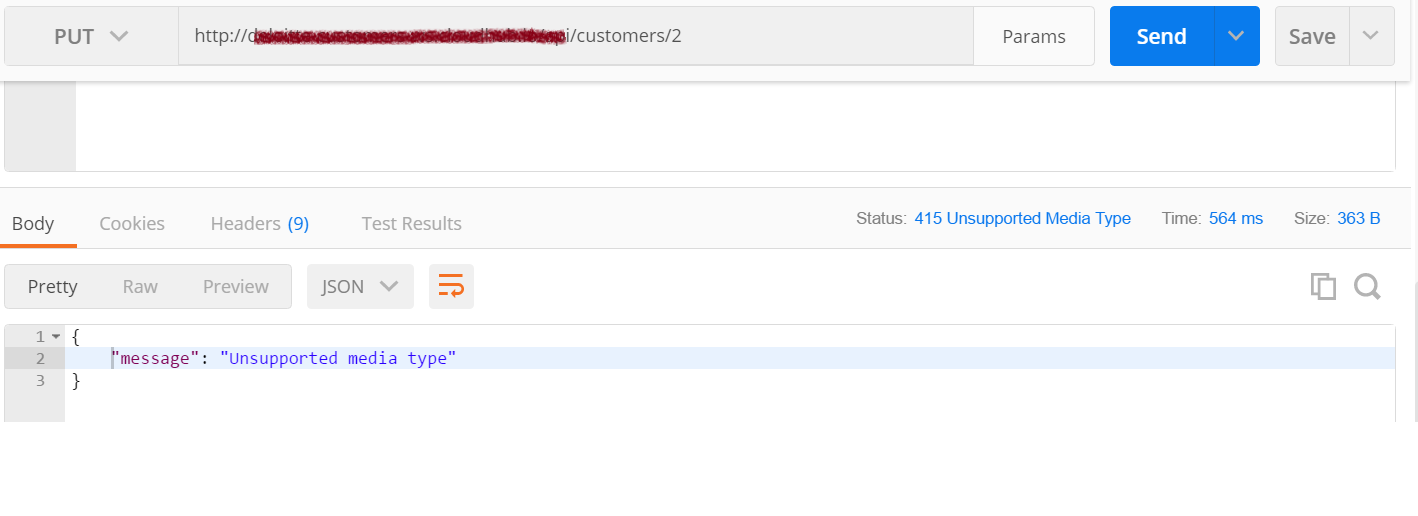 PUT http:// pi/customers/2 Params Send Save
Body Cookies Headers (9) Test Results Status: 415 Unsupported Media Type Time: 564 ms Size: 363 B
Pretty Raw Preview JSON
1 {
2 "message": "Unsupported media type"
3 }